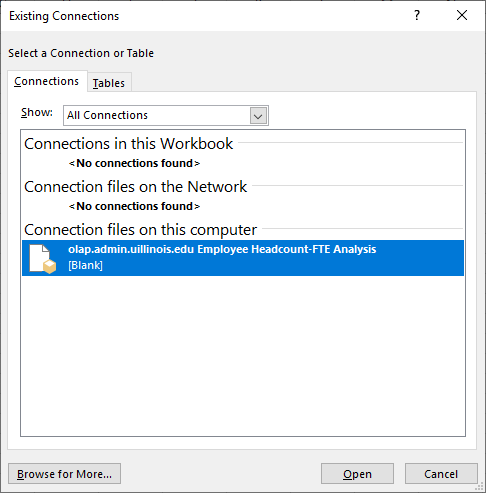 Existing Connections
?
Select a Connection or Table
Connections
Tables
Show:
All Connections
Connections in this Workbook
<No connections found>
Connection files on the Network
<No connections found>
Connection files on this computer
olap.admin.uillinois.edu Employee Headcount-FTE Analysis
[Blank]
Browse for More...
Open
Cancel